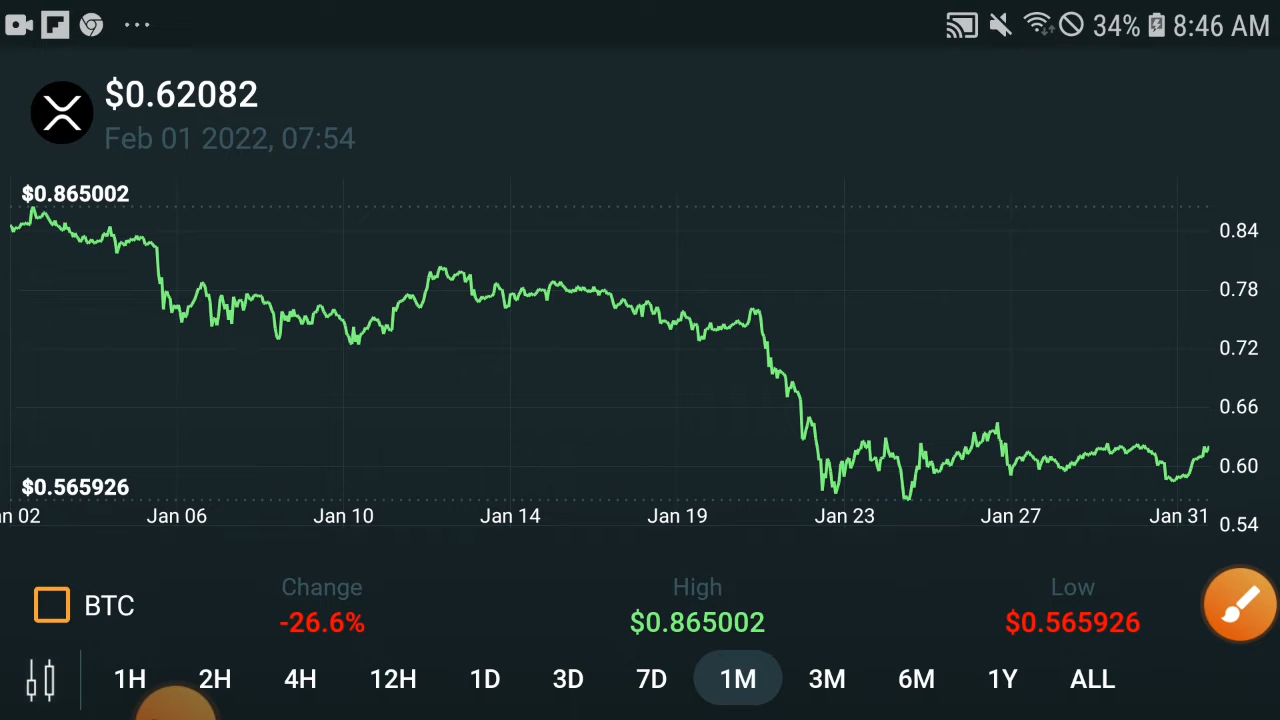 34% 8:46 AM
$0.62082
Feb 01 2022, 07:54
$0.865002
0.84
0.78
0.72
0.66
0.60
$0.565926
n 02 Jan 06 Jan 10 Jan 14 Jan 19 Jan 23 Jan 27 Jan 31
0.54
Change High Low
BTC
-26.6% $0.865002 $0.565926
1H 2H 4H 12H 1D 3D 7D 1M 3M 6M 1Y ALL